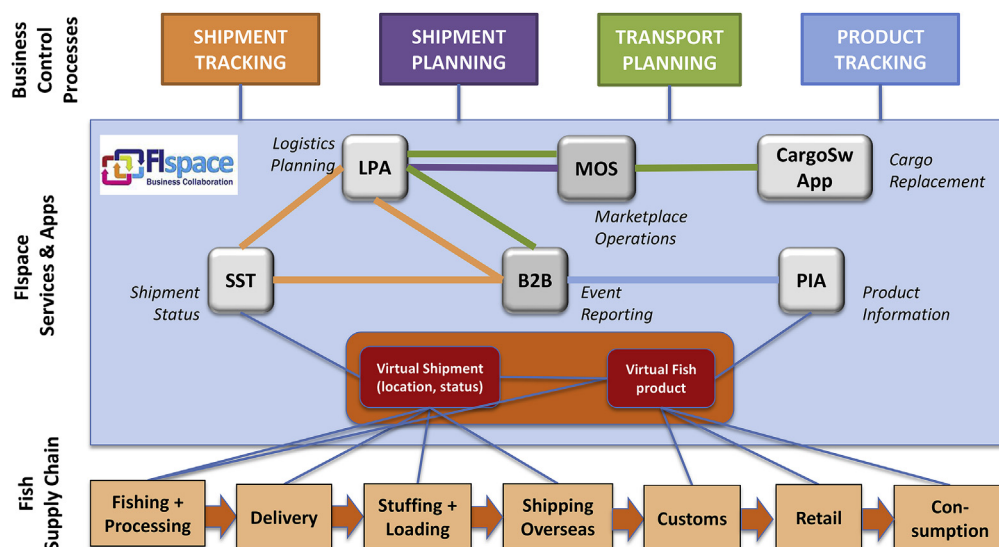 Business
Control
Processes
SHIPMENT
TRACKING
SHIPMENT
PLANNING
TRANSPORT
PLANNING
PRODUCT
TRACKING
FIspace
Services & Apps
FIspace
Business Collaboration
Logistics
Planning
LPA
MOS
CargoSw
App
Cargo
Replacement
Marketplace
Operations
Shipment
Status
SST
B2B
Event
Reporting
PIA
Product
Information
Virtual Shipment
(location, status)
Virtual Fish
product
Fish
Supply Chain
Fishing +
Processing
Delivery
Stuffing +
Loading
Shipping
Overseas
Customs
Retail
Con-
sumption